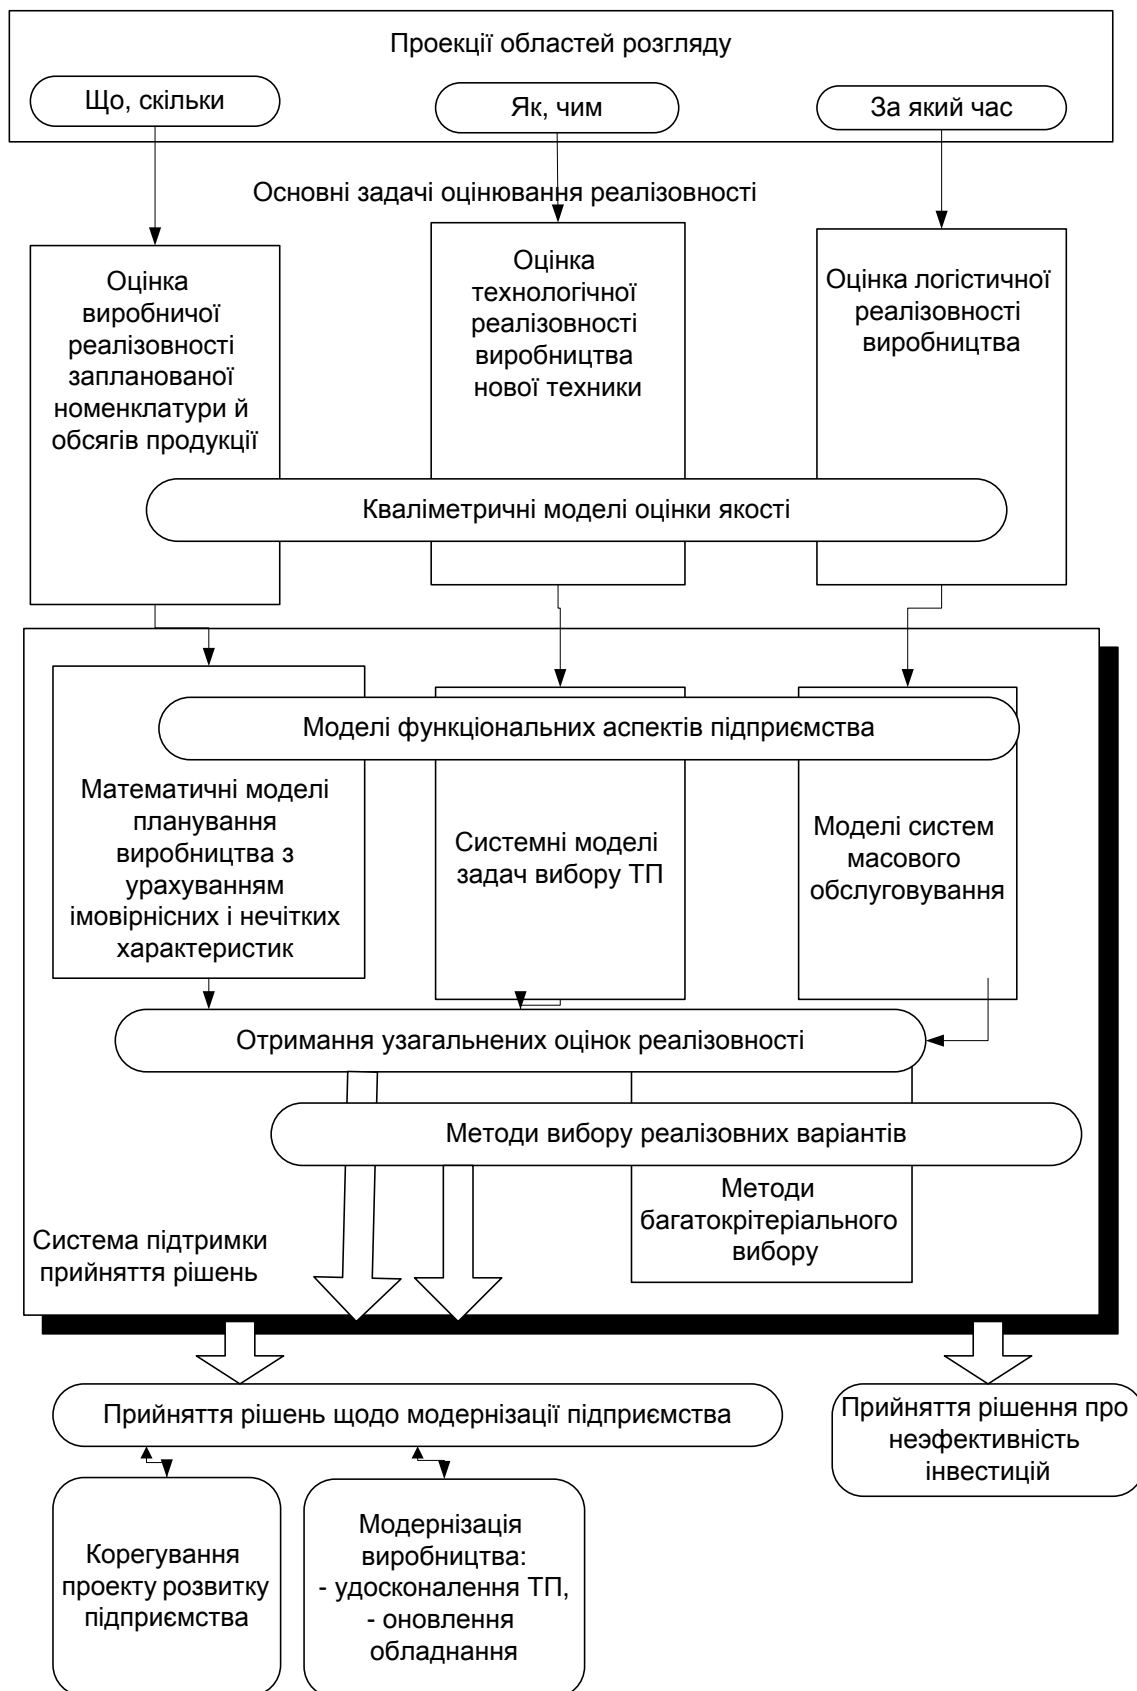 Проекції областей розгляду
Що, скільки
Як, чим
За який час
Основні задачі оцінювання реалізовності
Оцінка
виробничої
реалізовності
запланованої
номенклатури й
обсягів продукції
Оцінка
технологічної
реалізовності
виробництва
нової техники
Оцінка логістичної
реалізовності
виробництва
Кваліметричні моделі оцінки якості
Моделі функціональних аспектів підприємства
Математичні моделі
планування
виробництва з
урахуванням
імовірнісних і нечітких
характеристик
Системні моделі
задач вибору ТП
Моделі систем
масового
обслуговування
Отримання узагальнених оцінок реалізовності
Методи вибору реалізовних варіантів
Методи
багатокрітеріального
вибору
Система підтримки
прийняття рішень
Прийняття рішень щодо модернізації підприємства
Прийняття рішення про
неэфективність
інвестицій
Корегування
проекту розвитку
підприємства
Модернізація
виробництва:
- удосконалення ТП,
- оновлення
обладнання